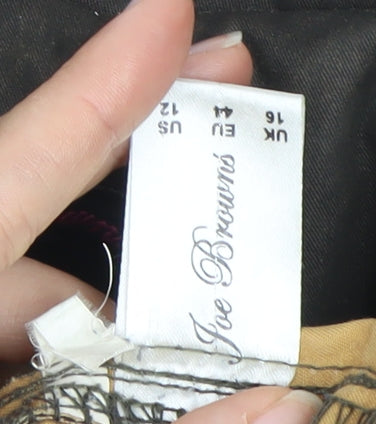 Joe Browns
UK 16
EU 44
US 12